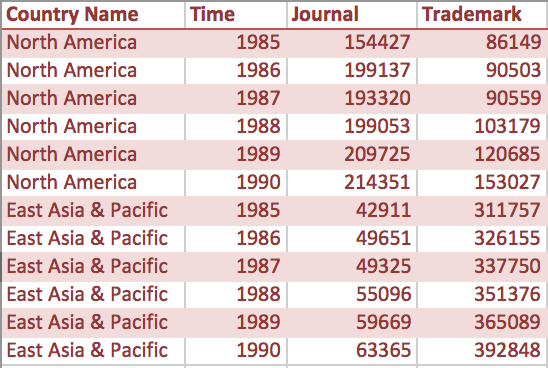 Country Name Time Journal Trademark
North America 1985 154427 86149
North America 1986 199137 90503
North America 1987 193320 90559
North America 1988 199053 103179
North America 1989 209725 120685
North America 1990 214351 153027
East Asia & Pacific 1985 42911 311757
East Asia & Pacific 1986 49651 326155
East Asia & Pacific 1987 49325 337750
East Asia & Pacific 1988 55096 351376
East Asia & Pacific 1989 59669 365089
East Asia & Pacific 1990 63365 392848